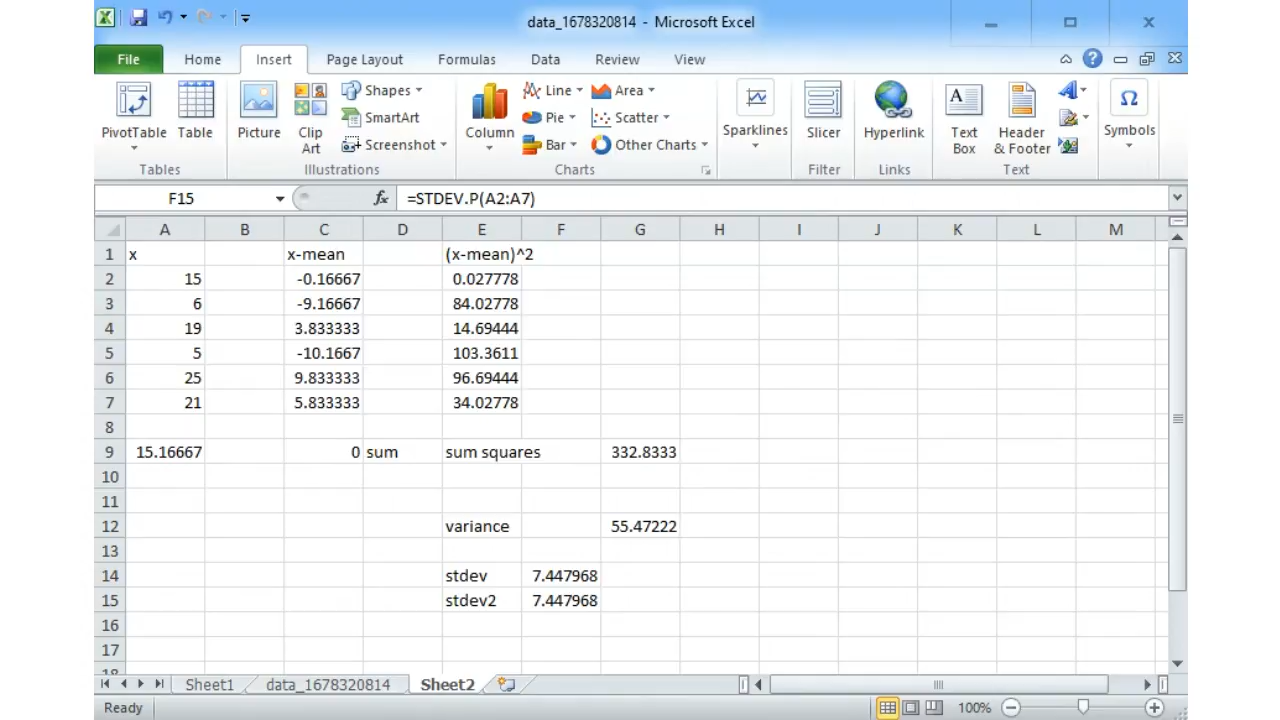 data_1678320814 - Microsoft Excel
File Home Insert Page Layout Formulas Data Review View
PivotTable Table Picture Clip Art Shapes SmartArt Screenshot Column Line Pie Bar Area Scatter Other Charts Sparklines Slicer Hyperlink Text Box Header & Footer Symbols
Tables Illustrations Charts Filter Links Text
F15 fx =STDEV.P(A2:A7)
A B C D E F G H I J K L M
1 x x-mean (x-mean)^2
2 15 -0.16667 0.027778
3 6 -9.16667 84.02778
4 19 3.833333 14.69444
5 5 -10.1667 103.3611
6 25 9.833333 96.69444
7 21 5.833333 34.02778
8
9 15.16667 0 sum sum squares 332.8333
10
11
12 variance 55.47222
13
14 stdev 7.447968
15 stdev2 7.447968
16
17
18
Sheet1 data_1678320814 Sheet2
Ready 100%